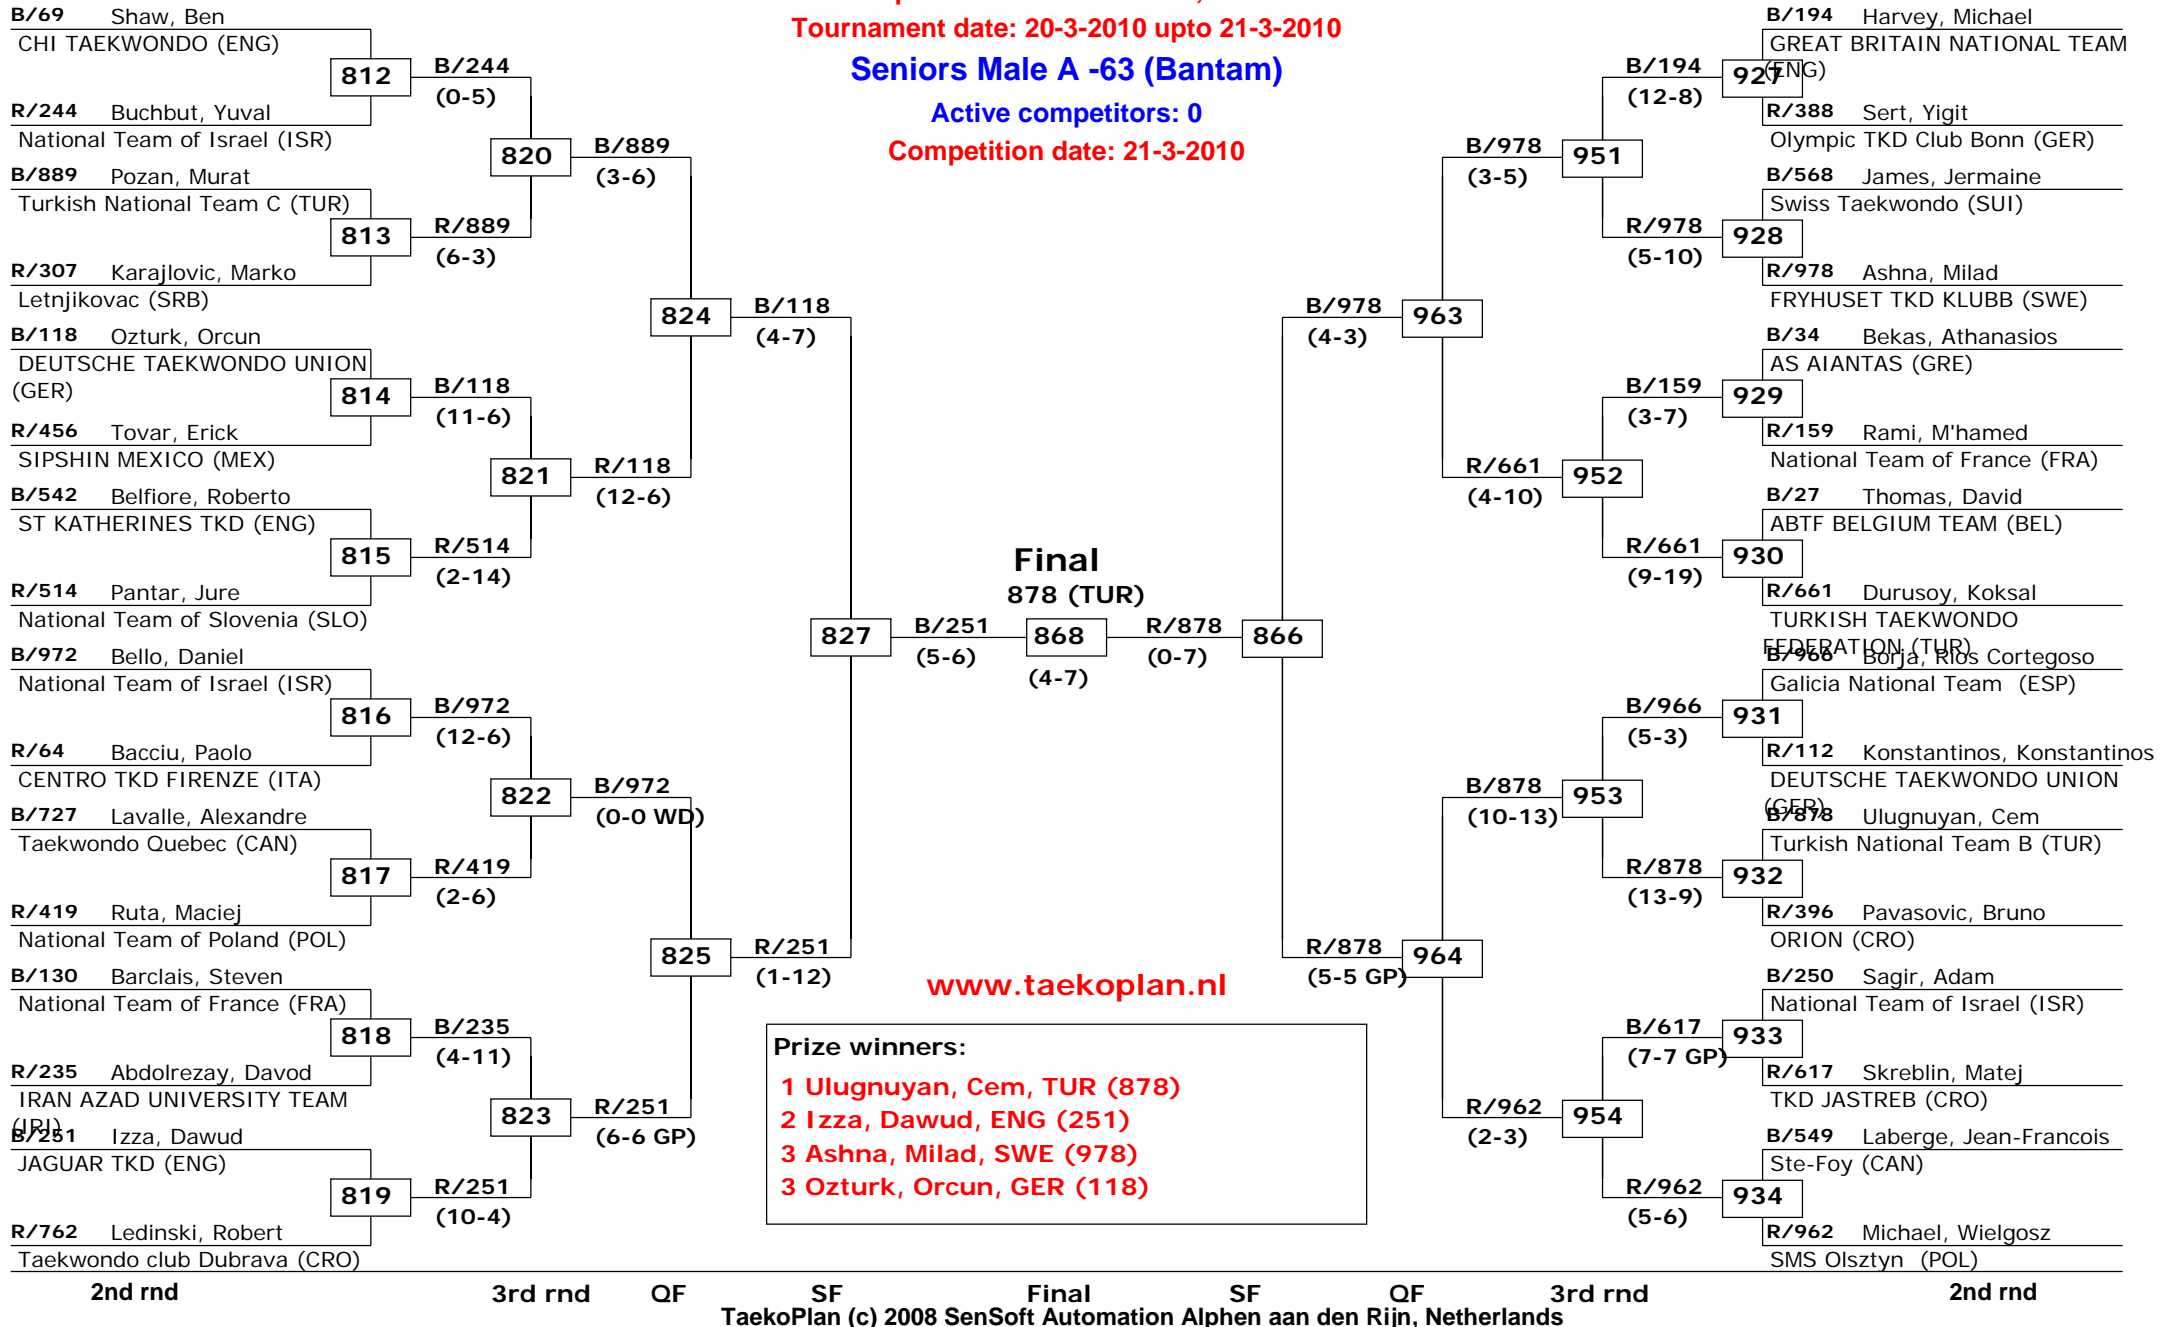 Tournament date: 20-3-2010 upto 21-3-2010
Seniors Male A -63 (Bantam)
Active competitors: 0
Competition date: 21-3-2010
B/69 Shaw, Ben
CHI TAEKWONDO (ENG)
812
R/244 Buchbut, Yuval
National Team of Israel (ISR)
B/889 Pozan, Murat
Turkish National Team C (TUR)
813
R/307 Karajlovic, Marko
Letnjikovac (SRB)
B/118 Ozturk, Orcun
DEUTSCHE TAEKWONDO UNION
(GER)
814
R/456 Tovar, Erick
SIPSHIN MEXICO (MEX)
B/542 Belfiore, Roberto
ST KATHERINES TKD (ENG)
815
R/514 Pantar, Jure
National Team of Slovenia (SLO)
B/972 Bello, Daniel
National Team of Israel (ISR)
816
R/64 Bacciu, Paolo
CENTRO TKD FIRENZE (ITA)
B/727 Lavalle, Alexandre
Taekwondo Quebec (CAN)
817
R/419 Ruta, Maciej
National Team of Poland (POL)
B/130 Barclais, Steven
National Team of France (FRA)
818
R/235 Abdolrezay, Davod
IRAN AZAD UNIVERSITY TEAM
(IRI)
B/251 Izza, Dawud
JAGUAR TKD (ENG)
819
R/762 Ledinski, Robert
Taekwondo club Dubrava (CRO)
B/244
(0-5)
820
R/889
(6-3)
B/118
(11-6)
821
R/514
(2-14)
B/972
(12-6)
822
R/419
(2-6)
B/235
(4-11)
823
R/251
(10-4)
B/889
(3-6)
824
R/118
(12-6)
B/972
(0-0 WD)
825
R/251
(6-6 GP)
B/118
(4-7)
827
R/251
(1-12)
Final
878 (TUR)
B/251
(5-6)
868
(4-7)
R/878
(0-7)
866
B/978
(4-3)
963
R/878
(5-5 GP)
964
B/978
(3-5)
951
R/661
(4-10)
952
B/878
(10-13)
953
R/962
(2-3)
954
B/194
(12-8)
R/978
(5-10)
B/159
(3-7)
R/661
(9-19)
B/966
(5-3)
R/878
(13-9)
B/617
(7-7 GP)
R/962
(5-6)
B/194 Harvey, Michael
GREAT BRITAIN NATIONAL TEAM
(ENG)
927
R/388 Sert, Yigit
Olympic TKD Club Bonn (GER)
B/568 James, Jermaine
Swiss Taekwondo (SUI)
928
R/978 Ashna, Milad
FRYHUSET TKD KLUBB (SWE)
B/34 Bekas, Athanasios
AS AIANTAS (GRE)
929
R/159 Rami, M'hamed
National Team of France (FRA)
B/27 Thomas, David
ABTF BELGIUM TEAM (BEL)
930
R/661 Durusoy, Koksal
TURKISH TAEKWONDO
FEDERATION (TUR)
B/966 Borja, Rios Cortegoso
Galicia National Team (ESP)
931
R/112 Konstantinos, Konstantinos
DEUTSCHE TAEKWONDO UNION
(GER)
B/878 Ulugnuyan, Cem
Turkish National Team B (TUR)
932
R/396 Pavasovic, Bruno
ORION (CRO)
B/250 Sagir, Adam
National Team of Israel (ISR)
933
R/617 Skreblin, Matej
TKD JASTREB (CRO)
B/549 Laberge, Jean-Francois
Ste-Foy (CAN)
934
R/962 Michael, Wielgosz
SMS Olsztyn (POL)
www.taekoplan.nl
Prize winners:
1 Ulugnuyan, Cem, TUR (878)
2 Izza, Dawud, ENG (251)
3 Ashna, Milad, SWE (978)
3 Ozturk, Orcun, GER (118)
2nd rnd 3rd rnd QF SF Final SF QF 3rd rnd 2nd rnd
TaekoPlan (c) 2008 SenSoft Automation Alphen aan den Rijn, Netherlands